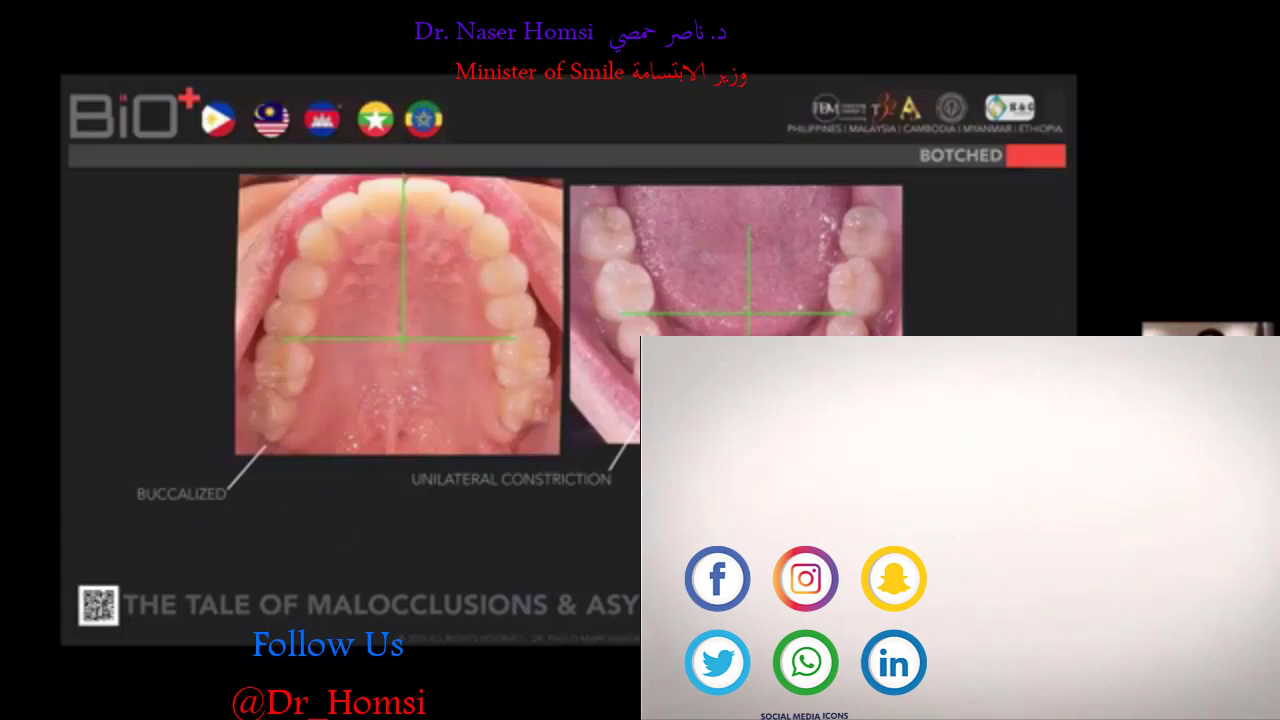 Dr. Naser Homsi د. ناصر حمصي
Minister of Smile وزير الابتسامة
BiO+
PHILIPPINES | MALAYSIA | CAMBODIA | MYANMAR | ETHIOPIA
BOTCHED
UNILATERAL CONSTRICTION
BUCCALIZED
THE TALE OF MALOCCLUSIONS & ASY
Follow Us
@Dr_Homsi
SOCIAL MEDIA ICONS